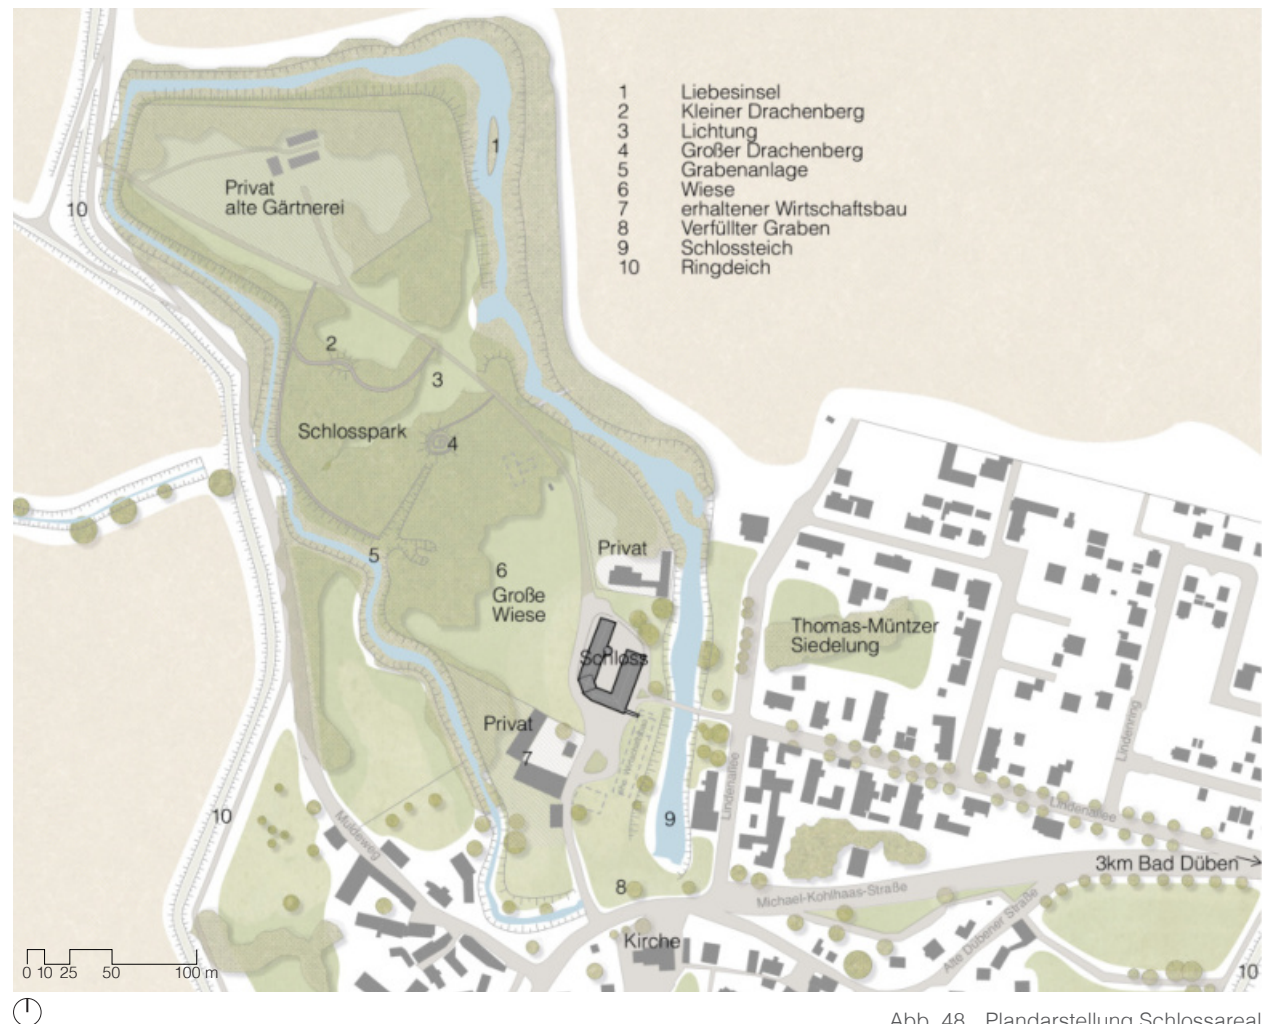 1 Liebesinsel
2 Kleiner Drachenberg
3 Lichtung
4 Großer Drachenberg
5 Grabenanlage
6 Wiese
7 erhaltener Wirtschaftsbau
8 Verfüllter Graben
9 Schlossteich
10 Ringdeich
1
Privat
alte Gärtnerei
10
2
3
Schlosspark
4
5
Privat
6
Große
Wiese
Thomas-Müntzer
Siedelung
Schloss
Privat
7
Lindenring
Lindenallee
Lindenallee
10
9
Muldeweg
3km Bad Düben
8
Michael-Kohlhaas-Straße
Alte Dübener Straße
Kirche
10
0 10 25 50 100 m
Abb. 48 Plandarstellung Schlossareal